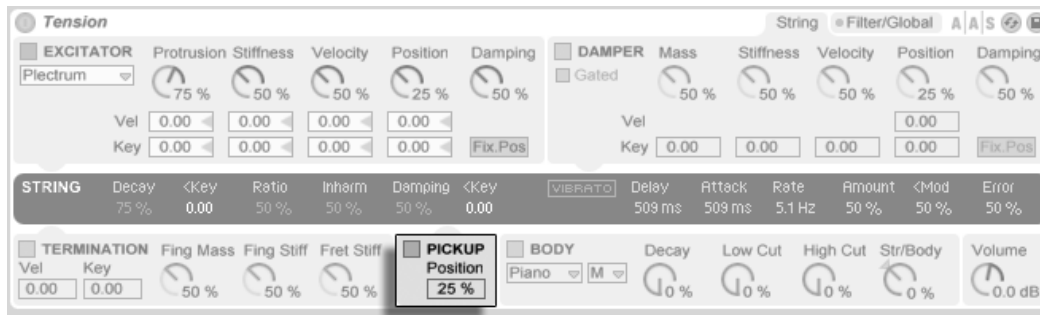 Tension String Filter/Global A A S
EXCITATOR Protrusion Stiffness Velocity Position Damping
Plectrum
75 % 50 % 50 % 25 % 50 %
Vel 0.00 0.00 0.00 0.00
Key 0.00 0.00 0.00 0.00 Fix.Pos
DAMPER Mass Stiffness Velocity Position Damping
Gated
50 % 50 % 50 % 25 % 50 %
Vel 0.00
Key 0.00 0.00 0.00 0.00 Fix.Pos
STRING Decay <Key Ratio Inharm Damping <Key VIBRATO Delay Attack Rate Amount <Mod Error
75 % 0.00 50 % 50 % 50 % 0.00 509 ms 509 ms 5.1 Hz 50 % 50 % 50 %
TERMINATION Fing Mass Fing Stiff Fret Stiff
Vel Key
0.00 0.00 50 % 50 % 50 %
PICKUP
Position
25 %
BODY Decay Low Cut High Cut Str/Body
Piano M
0 % 0 % 0 % 0 %
Volume
0.0 dB